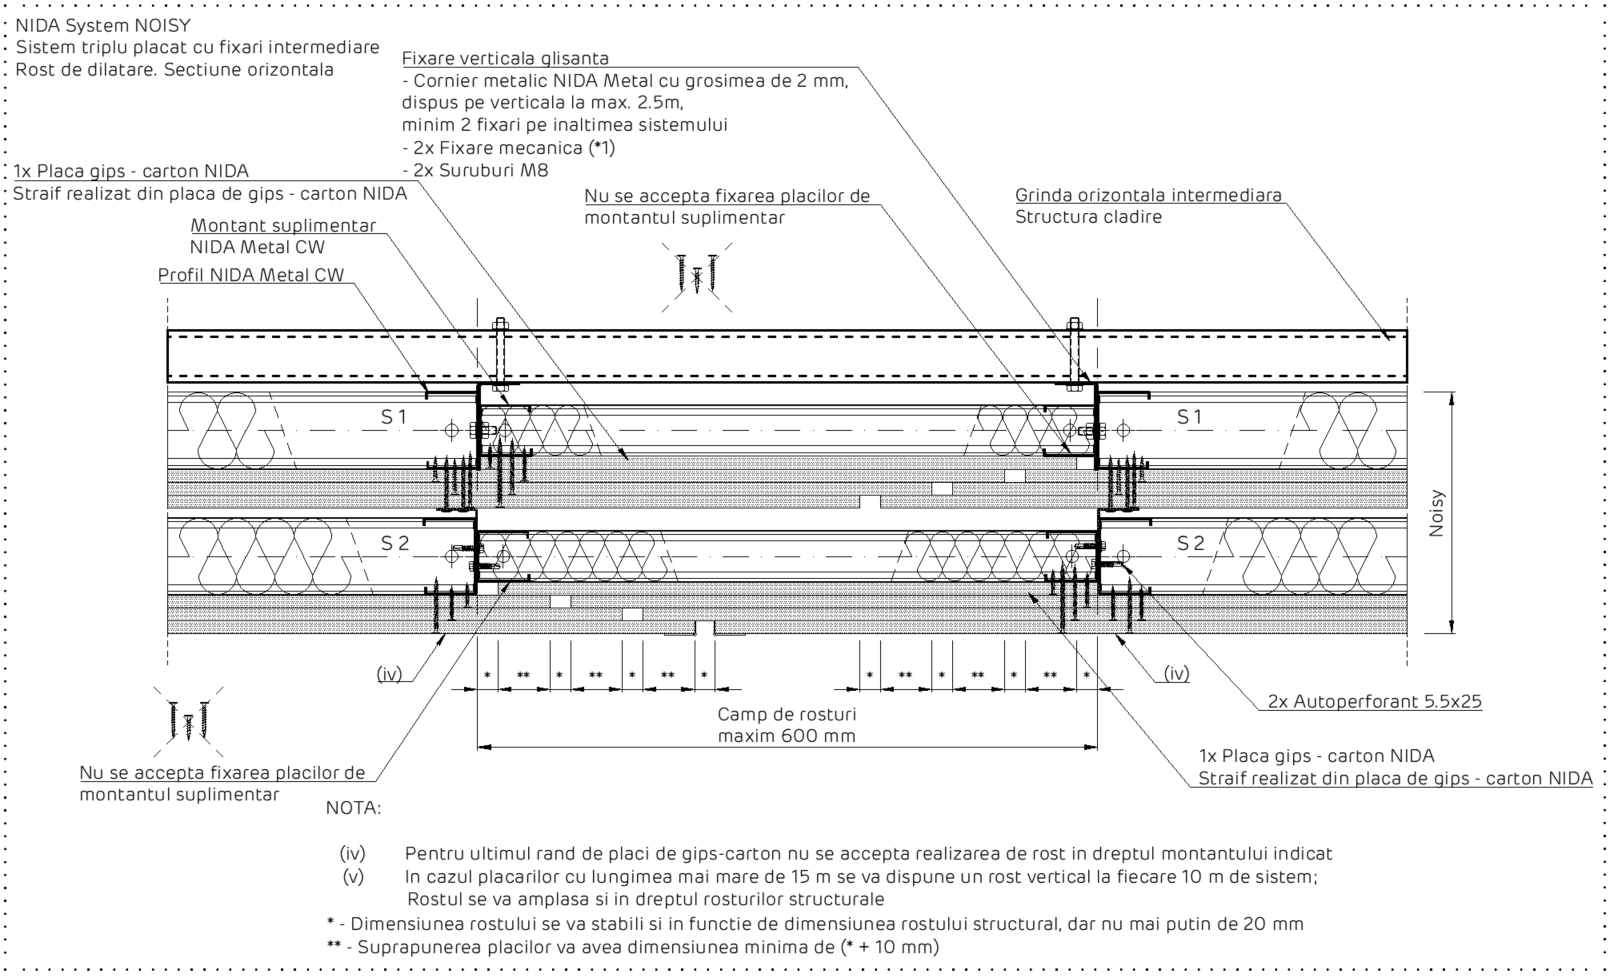 NIDA System NOISY
Sistem triplu placat cu fixari intermediare
Rost de dilatare. Sectiune orizontala
Fixare verticala glisanta
- Cornier metalic NIDA Metal cu grosimea de 2 mm,
dispus pe verticala la max. 2.5m,
minim 2 fixari pe inaltimea sistemului
- 2x Fixare mecanica (*1)
- 2x Suruburi M8
1x Placa gips - carton NIDA
Straif realizat din placa de gips - carton NIDA
Montant suplimentar
NIDA Metal CW
Profil NIDA Metal CW
Nu se accepta fixarea placilor de
montantul suplimentar
Grinda orizontala intermediara
Structura cladire
S1
S1
S2
S2
Noisy
(iv)
* ** * ** * ** *
* ** * ** * ** *
(iv)
2x Autoperforant 5.5x25
Camp de rosturi
maxim 600 mm
1x Placa gips - carton NIDA
Straif realizat din placa de gips - carton NIDA
Nu se accepta fixarea placilor de
montantul suplimentar
NOTA:
(iv) Pentru ultimul rand de placi de gips-carton nu se accepta realizarea de rost in dreptul montantului indicat
(v) In cazul placarilor cu lungimea mai mare de 15 m se va dispune un rost vertical la fiecare 10 m de sistem;
Rostul se va amplasa si in dreptul rosturilor structurale
* - Dimensiunea rostului se va stabili si in functie de dimensiunea rostului structural, dar nu mai putin de 20 mm
** - Suprapunerea placilor va avea dimensiunea minima de (* + 10 mm)